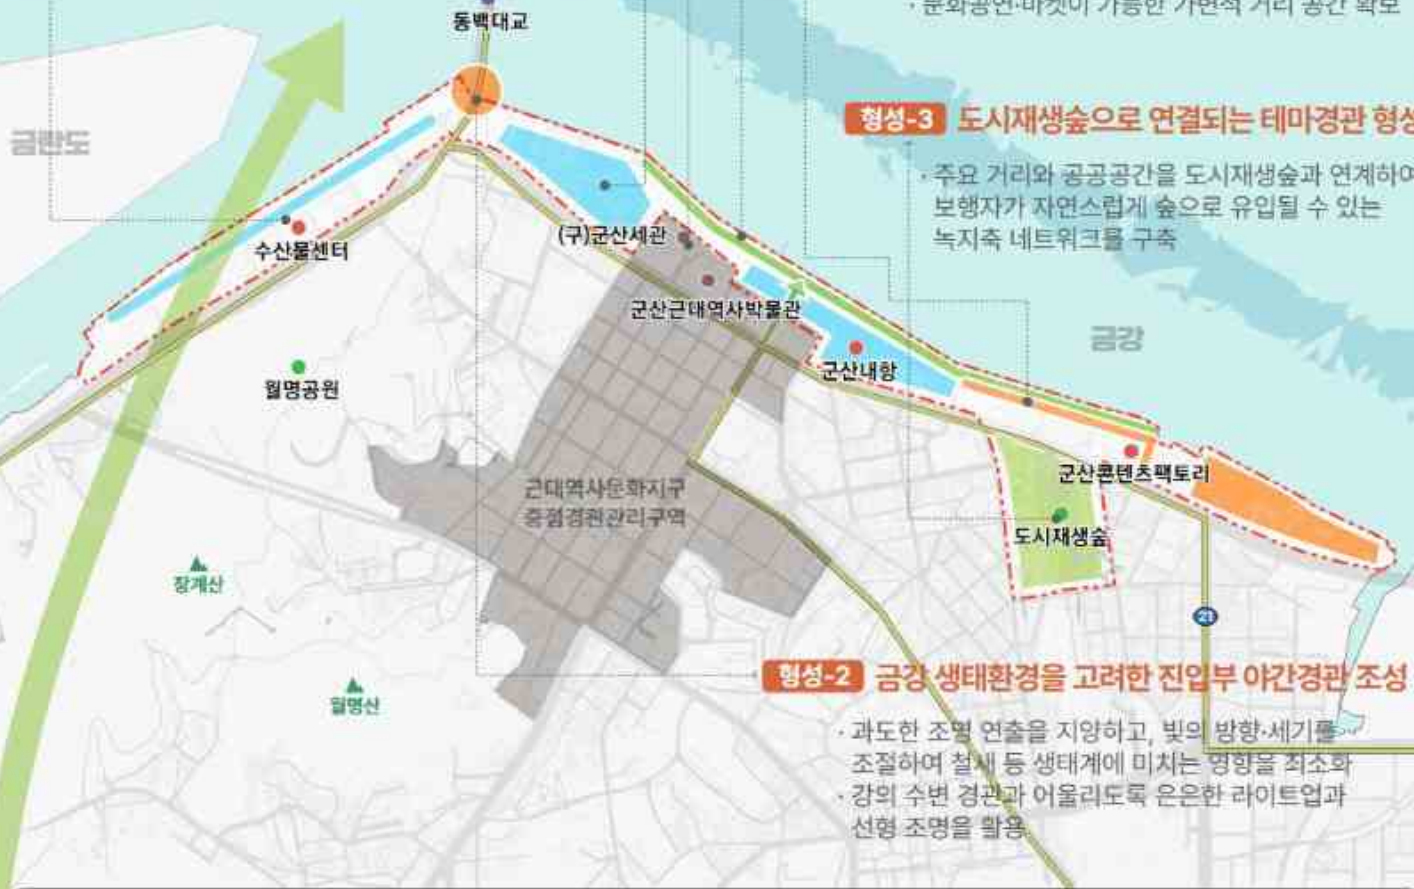 · 문화공연·마켓이 가능한 가변적 거리 공간 확보
동백대교
형성-3 도시재생숲으로 연결되는 테마경관 형성
금란도
· 주요 거리와 공공공간을 도시재생숲과 연계하여
보행자가 자연스럽게 숲으로 유입될 수 있는
녹지축 네트워크를 구축
수산물센터
(구)군산세관
군산근대역사박물관
금강
군산내항
월명공원
군산콘텐츠팩토리
근대역사문화지구
중점경관관리구역
도시재생숲
장계산
21
형성-2 금강 생태환경을 고려한 진입부 야간경관 조성
월명산
· 과도한 조명 연출을 지양하고, 빛의 방향·세기를
조절하여 철새 등 생태계에 미치는 영향을 최소화
· 강의 수변 경관과 어울리도록 은은한 라이트업과
선형 조명을 활용